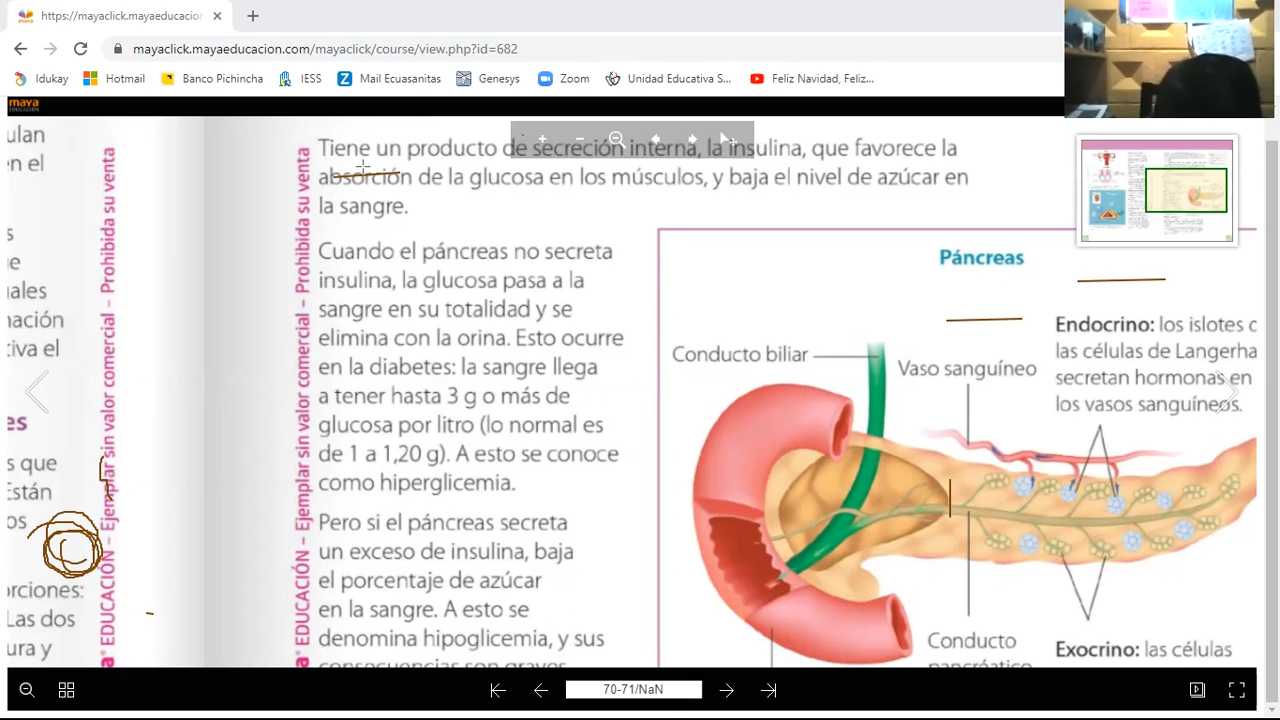 https://mayaclick.mayaeducacion
mayaclick.mayaeducacion.com/mayaclick/course/view.php?id=682
Idukay
Hotmail
Banco Pichincha
IESS
Mail Ecuasanitas
Genesys
Zoom
Unidad Educativa S...
Feliz Navidad, Feliz...
maya
EDUCACIÓN
ulan
en el
s
e
uales
nación
tiva el
es
s que
Están
os
orciones:
Las dos
ura y
EDUCACIÓN – Ejemplar sin valor comercial – Prohibida su venta
a® EDUCACIÓN – Ejemplar sin valor comercial – Prohibida su venta
Tiene un producto de secreción interna, la insulina, que favorece la
absorción de la glucosa en los músculos, y baja el nivel de azúcar en
la sangre.
Cuando el páncreas no secreta
insulina, la glucosa pasa a la
sangre en su totalidad y se
elimina con la orina. Esto ocurre
en la diabetes: la sangre llega
a tener hasta 3 g o más de
glucosa por litro (lo normal es
de 1 a 1,20 g). A esto se conoce
como hiperglicemia.
Pero si el páncreas secreta
un exceso de insulina, baja
el porcentaje de azúcar
en la sangre. A esto se
denomina hipoglicemia, y sus
consecuencias son graves
Páncreas
Conducto biliar
Vaso sanguíneo
Endocrino: los islotes
las células de Langerha
secretan hormonas en
los vasos sanguíneos.
Conducto
pancreático
Exocrino: las células
70-71/NaN